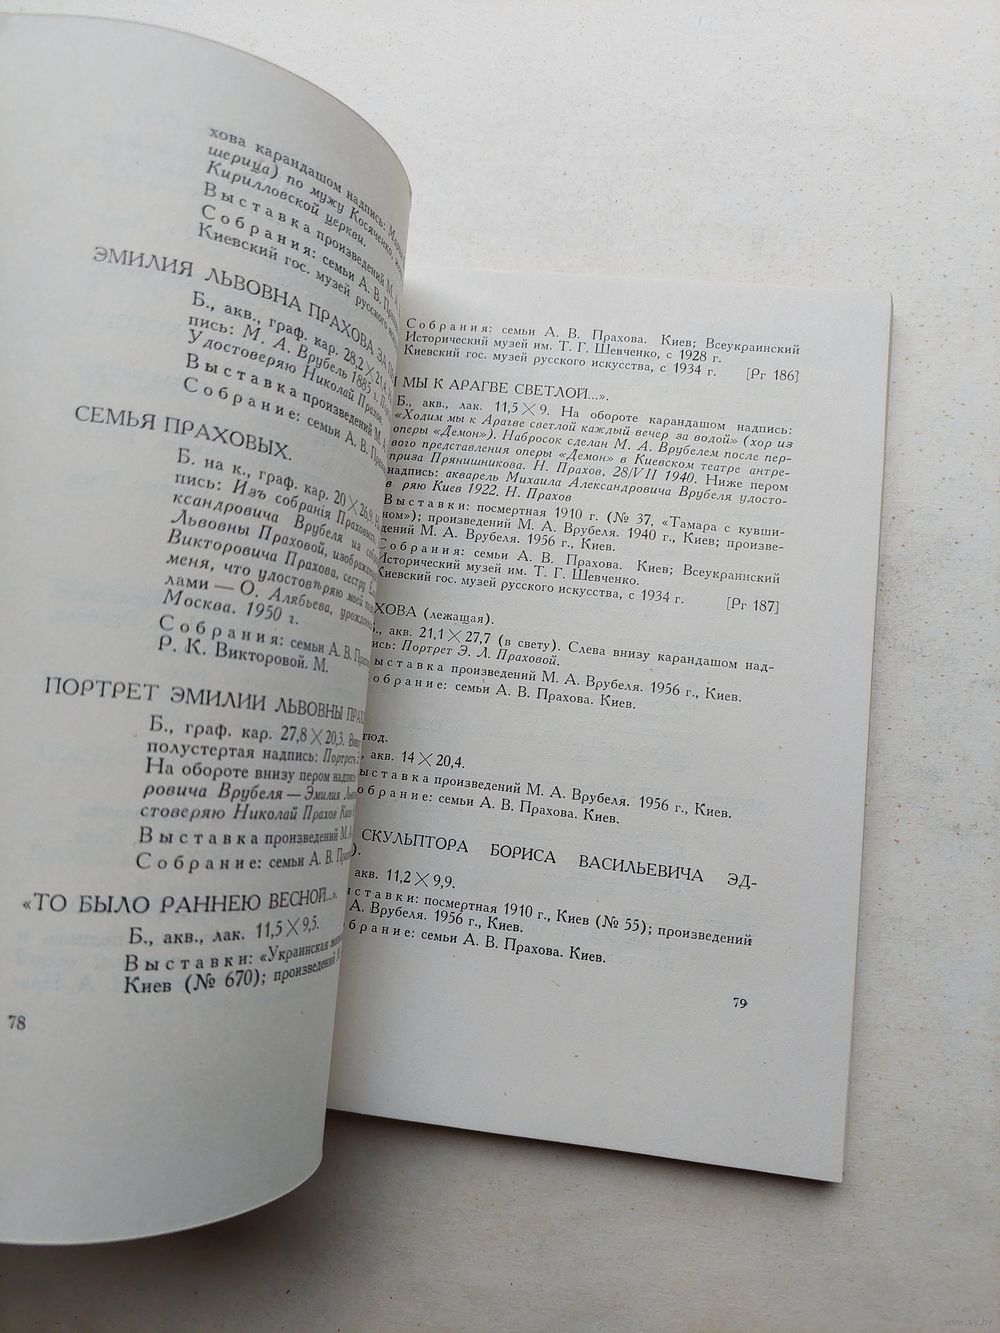 хова карандашом надпись:
шерица) по мужу Косяченко,
Кирилловской церкви.
Выставка произведений М. А.
Собрания: семьи А. В.
Киевский гос. музей русского
ЭМИЛИЯ ЛЬВОВНА ПРАХОВА ЗА
Б., акв., граф. кар. 28,2 × 21,
пись: М. А. Врубель 1885 г.
Удостоверяю Николай Прахов
Выставка произведений М. А.
Собрание: семьи А. В.
СЕМЬЯ ПРАХОВЫХ.
Б. на к., граф. кар. 20 × 26,9.
пись: Изъ собранія
ксандровича Врубеля из
Львовны Праховой,
Викторовича Прахова, сестру
меня, что удостовѣряю моей
лами — О. Алябьева,
Москва. 1950 г.
Собрания: семьи А. В.
Р. К. Викторовой. М.
ПОРТРЕТ ЭМИЛИИ ЛЬВОВНЫ
Б., граф. кар. 27,8 × 20,3.
полустертая надпись: Портретъ
На обороте внизу пером надпись
ровича Врубеля — Эмилия
стоверяю Николай Прахов
Выставка произведений М. А.
Собрание: семьи А. В.
«ТО БЫЛО РАННЕЮ ВЕСНОЙ...».
Б., акв., лак. 11,5 × 9,5.
Выставки: «Украинская
Киев (№ 670); произведений
78
Собрания: семьи А. В. Прахова. Киев; Всеукраинский
Исторический музей им. Т. Г. Шевченко, с 1928 г.
Киевский гос. музей русского искусства, с 1934 г. [Рг 186]
МЫ К АРАГВЕ СВЕТЛОЙ...».
Б., акв., лак. 11,5 × 9. На обороте карандашом надпись:
«Ходим мы к Арагве светлой каждый вечер за водой» (хор из
оперы «Демон»). Набросок сделан М. А. Врубелем после пер-
вого представления оперы «Демон» в Киевском театре антре-
приза Прянишникова. Н. Прахов, 28/VII 1940. Ниже пером
надпись: акварель Михаила Александровича Врубеля удосто-
ряю Киев 1922. Н. Прахов
Выставки: посмертная 1910 г. (№ 37, «Тамара с кувши-
ном»); произведений М. А. Врубеля. 1940 г., Киев; произве-
дений М. А. Врубеля. 1956 г., Киев.
Собрания: семьи А. В. Прахова. Киев; Всеукраинский
Исторический музей им. Т. Г. Шевченко.
Киевский гос. музей русского искусства, с 1934 г. [Рг 187]
ХОВА (лежащая).
акв. 21,1 × 27,7 (в свету). Слева внизу карандашом над-
пись: Портрет Э. Л. Праховой.
Выставка произведений М. А. Врубеля. 1956 г., Киев.
Собрание: семьи А. В. Прахова. Киев.
тюд.
акв. 14 × 20,4.
Выставка произведений М. А. Врубеля. 1956 г., Киев.
Собрание: семьи А. В. Прахова. Киев.
СКУЛЬПТОРА БОРИСА ВАСИЛЬЕВИЧА ЭД-
).
акв. 11,2 × 9,9.
Выставки: посмертная 1910 г., Киев (№ 55); произведений
А. Врубеля. 1956 г., Киев.
Собрание: семьи А. В. Прахова. Киев.
79
www.ay.by